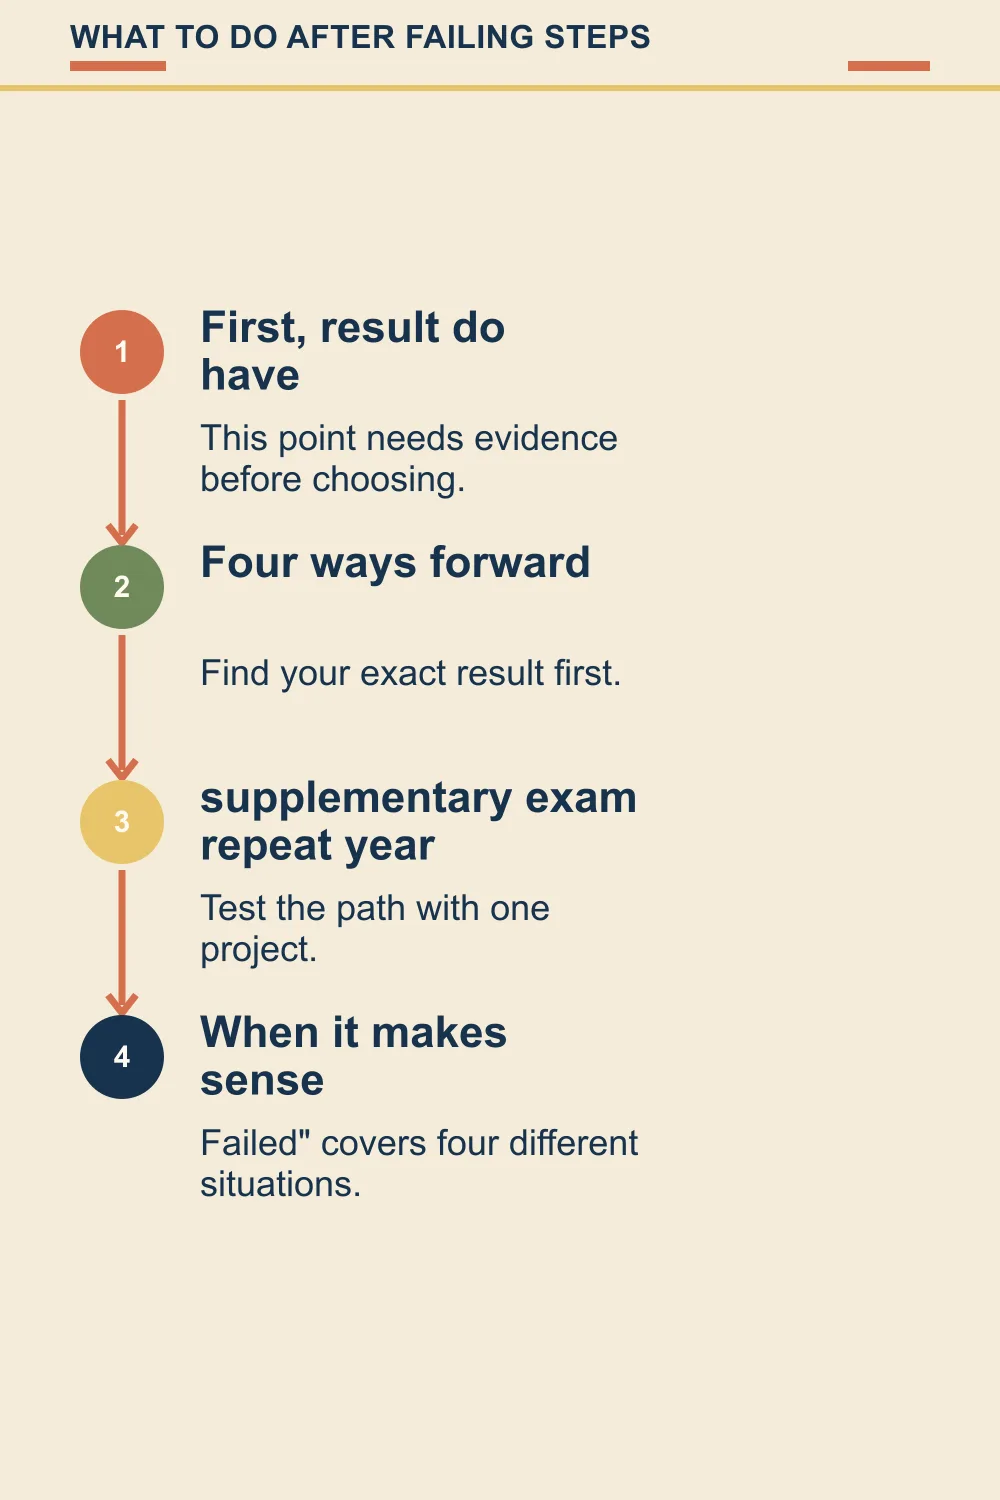 WHAT TO DO AFTER FAILING STEPS
1
First, result do
have
This point needs evidence
before choosing.
2
Four ways forward
Find your exact result first.
3
supplementary exam
repeat year
Test the path with one
project.
4
When it makes
sense
Failed" covers four different
situations.